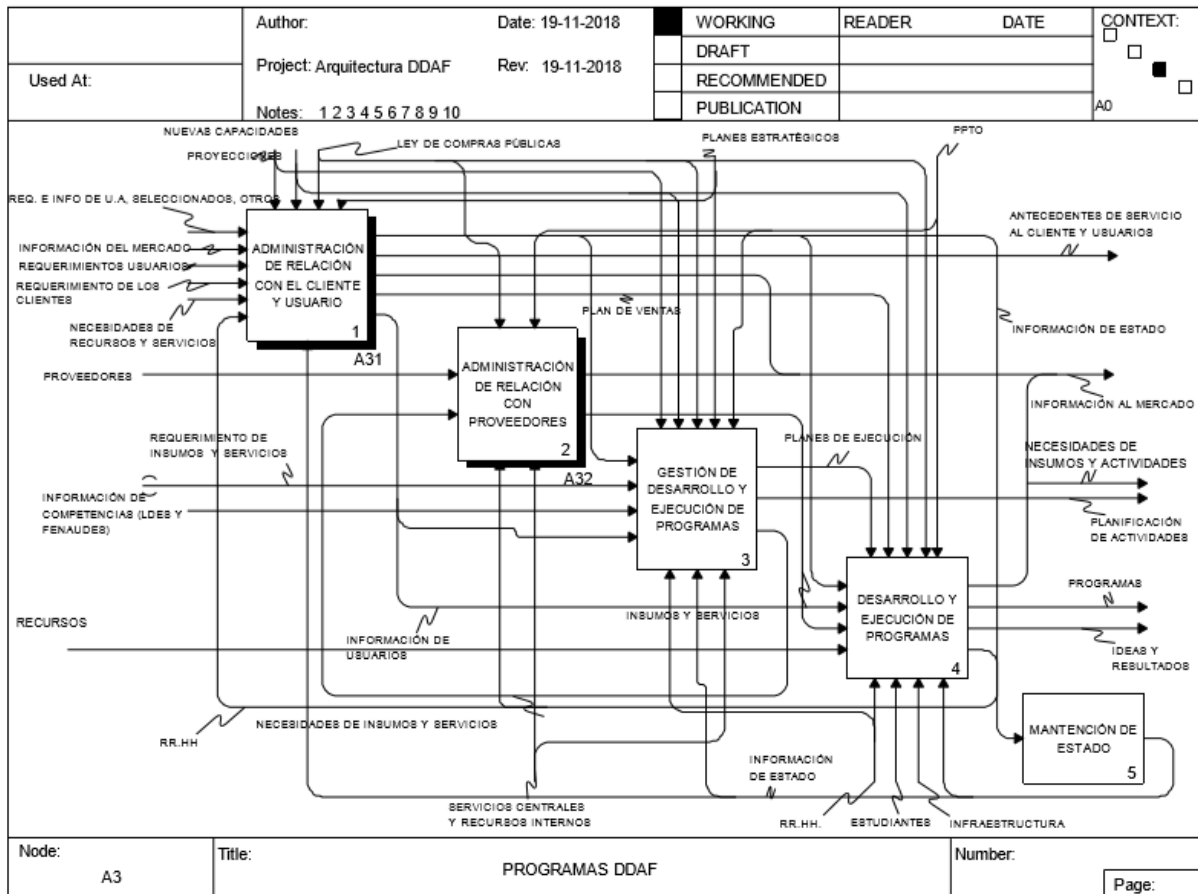 Author:
Date: 19-11-2018
WORKING
READER
DATE
CONTEXT:
DRAFT
Used At:
Project: Arquitectura DDAF
Rev: 19-11-2018
RECOMMENDED
Notes: 1 2 3 4 5 6 7 8 9 10
PUBLICATION
A0
NUEVAS CAPACIDADES
PROYECCIONES
LEY DE COMPRAS PÚBLICAS
PLANES ESTRATÉGICOS
PPTO
REQ. E INFO DE U.A, SELECCIONADOS, OTROS
INFORMACIÓN DEL MERCADO
REQUERIMIENTOS USUARIOS
REQUERIMIENTO DE LOS
CLIENTES
NECESIDADES DE
RECURSOS Y SERVICIOS
ADMINISTRACIÓN
DE RELACIÓN
CON EL CLIENTE
Y USUARIO
1
A31
ANTECEDENTES DE SERVICIO
AL CLIENTE Y USUARIOS
PLAN DE VENTAS
INFORMACIÓN DE ESTADO
PROVEEDORES
ADMINISTRACIÓN
DE RELACIÓN
CON
PROVEEDORES
2
A32
INFORMACIÓN AL MERCADO
REQUERIMIENTO DE
INSUMOS Y SERVICIOS
PLANES DE EJECUCIÓN
NECESIDADES DE
INSUMOS Y ACTIVIDADES
INFORMACIÓN DE
COMPETENCIAS (LDES Y
FENAUDES)
GESTIÓN DE
DESARROLLO Y
EJECUCIÓN DE
PROGRAMAS
3
PLANIFICACIÓN
DE ACTIVIDADES
RECURSOS
INFORMACIÓN DE
USUARIOS
INSUMOS Y SERVICIOS
DESARROLLO Y
EJECUCIÓN DE
PROGRAMAS
4
PROGRAMAS
IDEAS Y
RESULTADOS
RR.HH
NECESIDADES DE INSUMOS Y SERVICIOS
MANTENCIÓN DE
ESTADO
5
INFORMACIÓN
DE ESTADO
SERVICIOS CENTRALES
Y RECURSOS INTERNOS
RR.HH.
ESTUDIANTES
INFRAESTRUCTURA
Node:
A3
Title:
PROGRAMAS DDAF
Number:
Page: